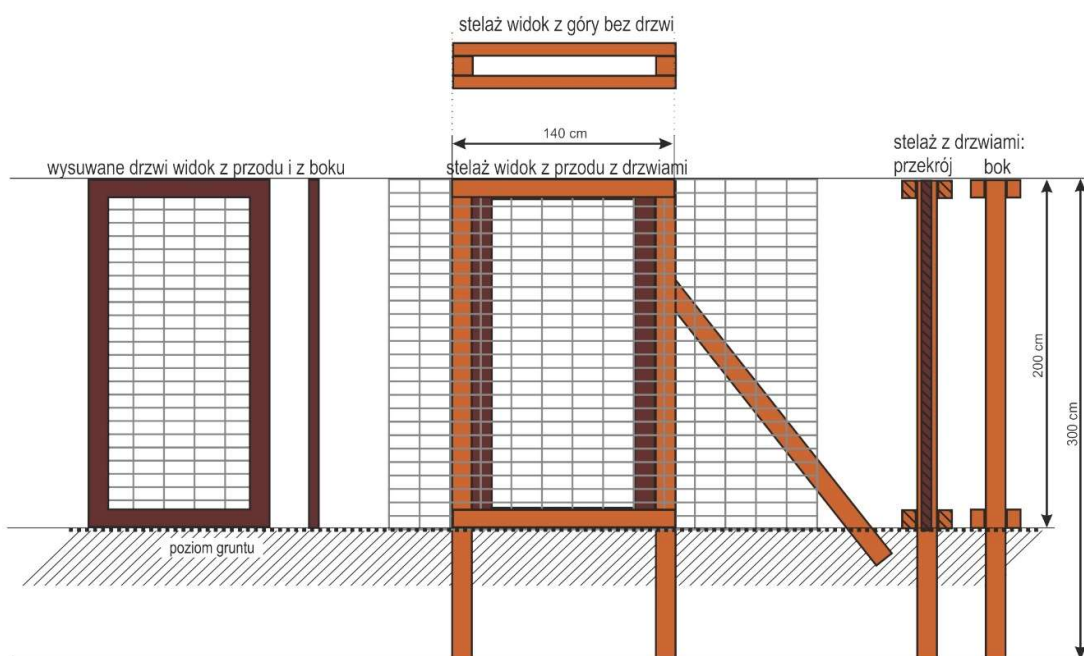 stelaż widok z góry bez drzwi
140 cm
wysuwane drzwi widok z przodu i z boku
stelaż widok z przodu z drzwiami
stelaż z drzwiami:
przekrój
bok
200 cm
300 cm
poziom gruntu